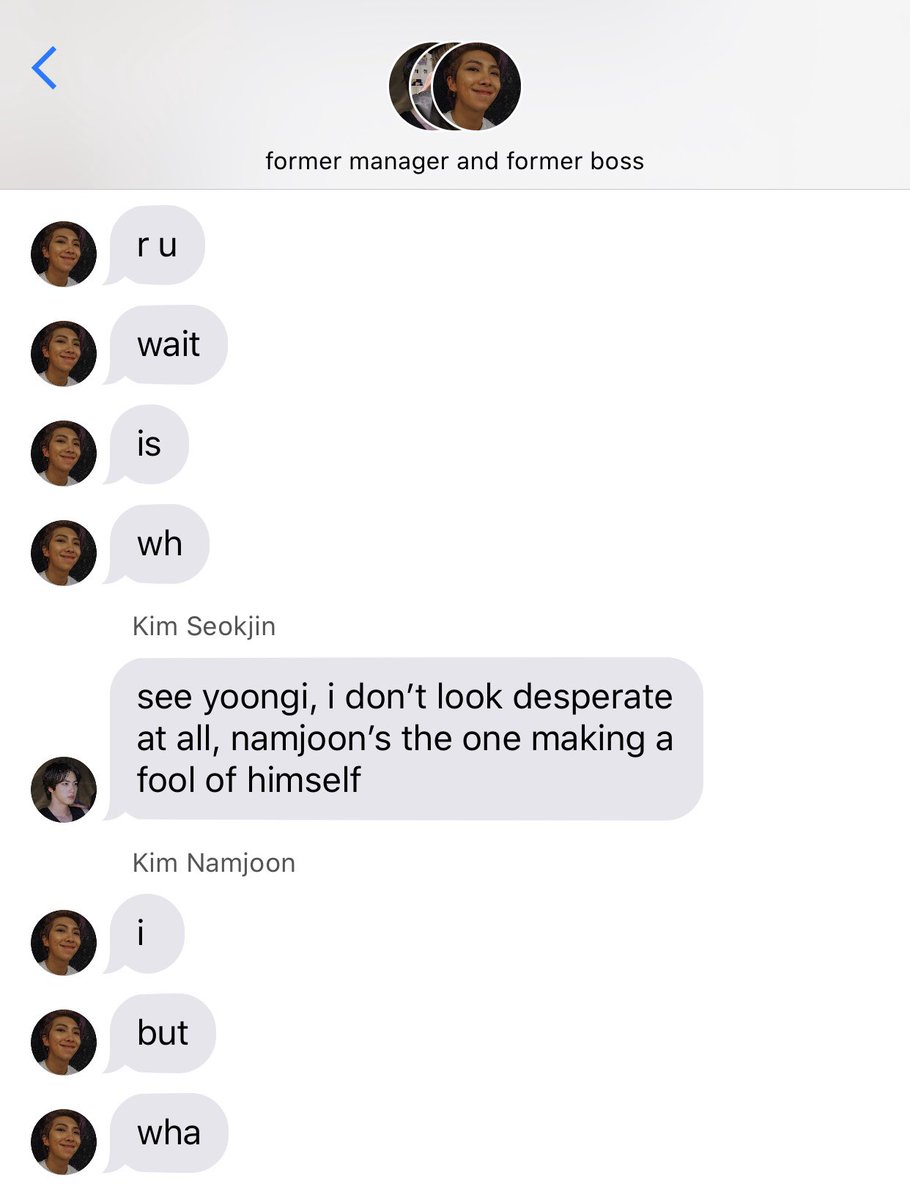 former manager and former boss
r u
wait
is
wh
Kim Seokjin
see yoongi, i don’t look desperate
at all, namjoon’s the one making a
fool of himself
Kim Namjoon
i
but
wha